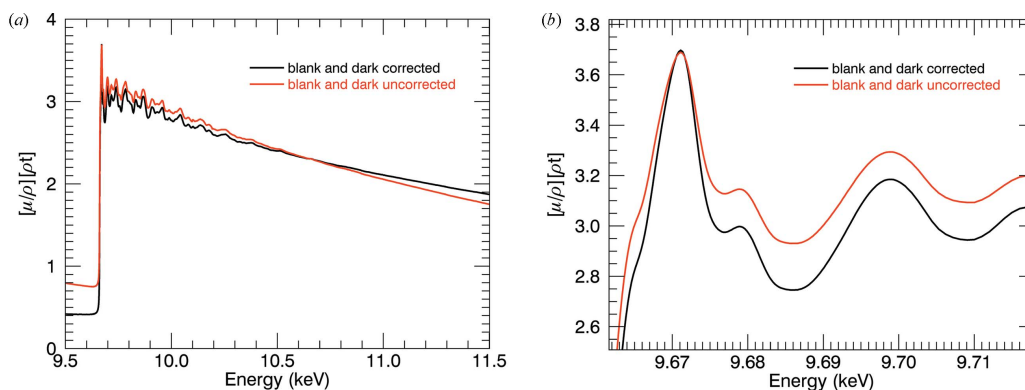 (a)
[μ/ρ][ρt]
5
4
3
2
1
0
blank and dark corrected
blank and dark uncorrected
9.5
10.0
10.5
11.0
11.5
Energy (keV)
(b)
[μ/ρ][ρt]
3.8
3.6
3.4
3.2
3.0
2.8
2.6
blank and dark corrected
blank and dark uncorrected
9.67
9.68
9.69
9.70
9.71
Energy (keV)